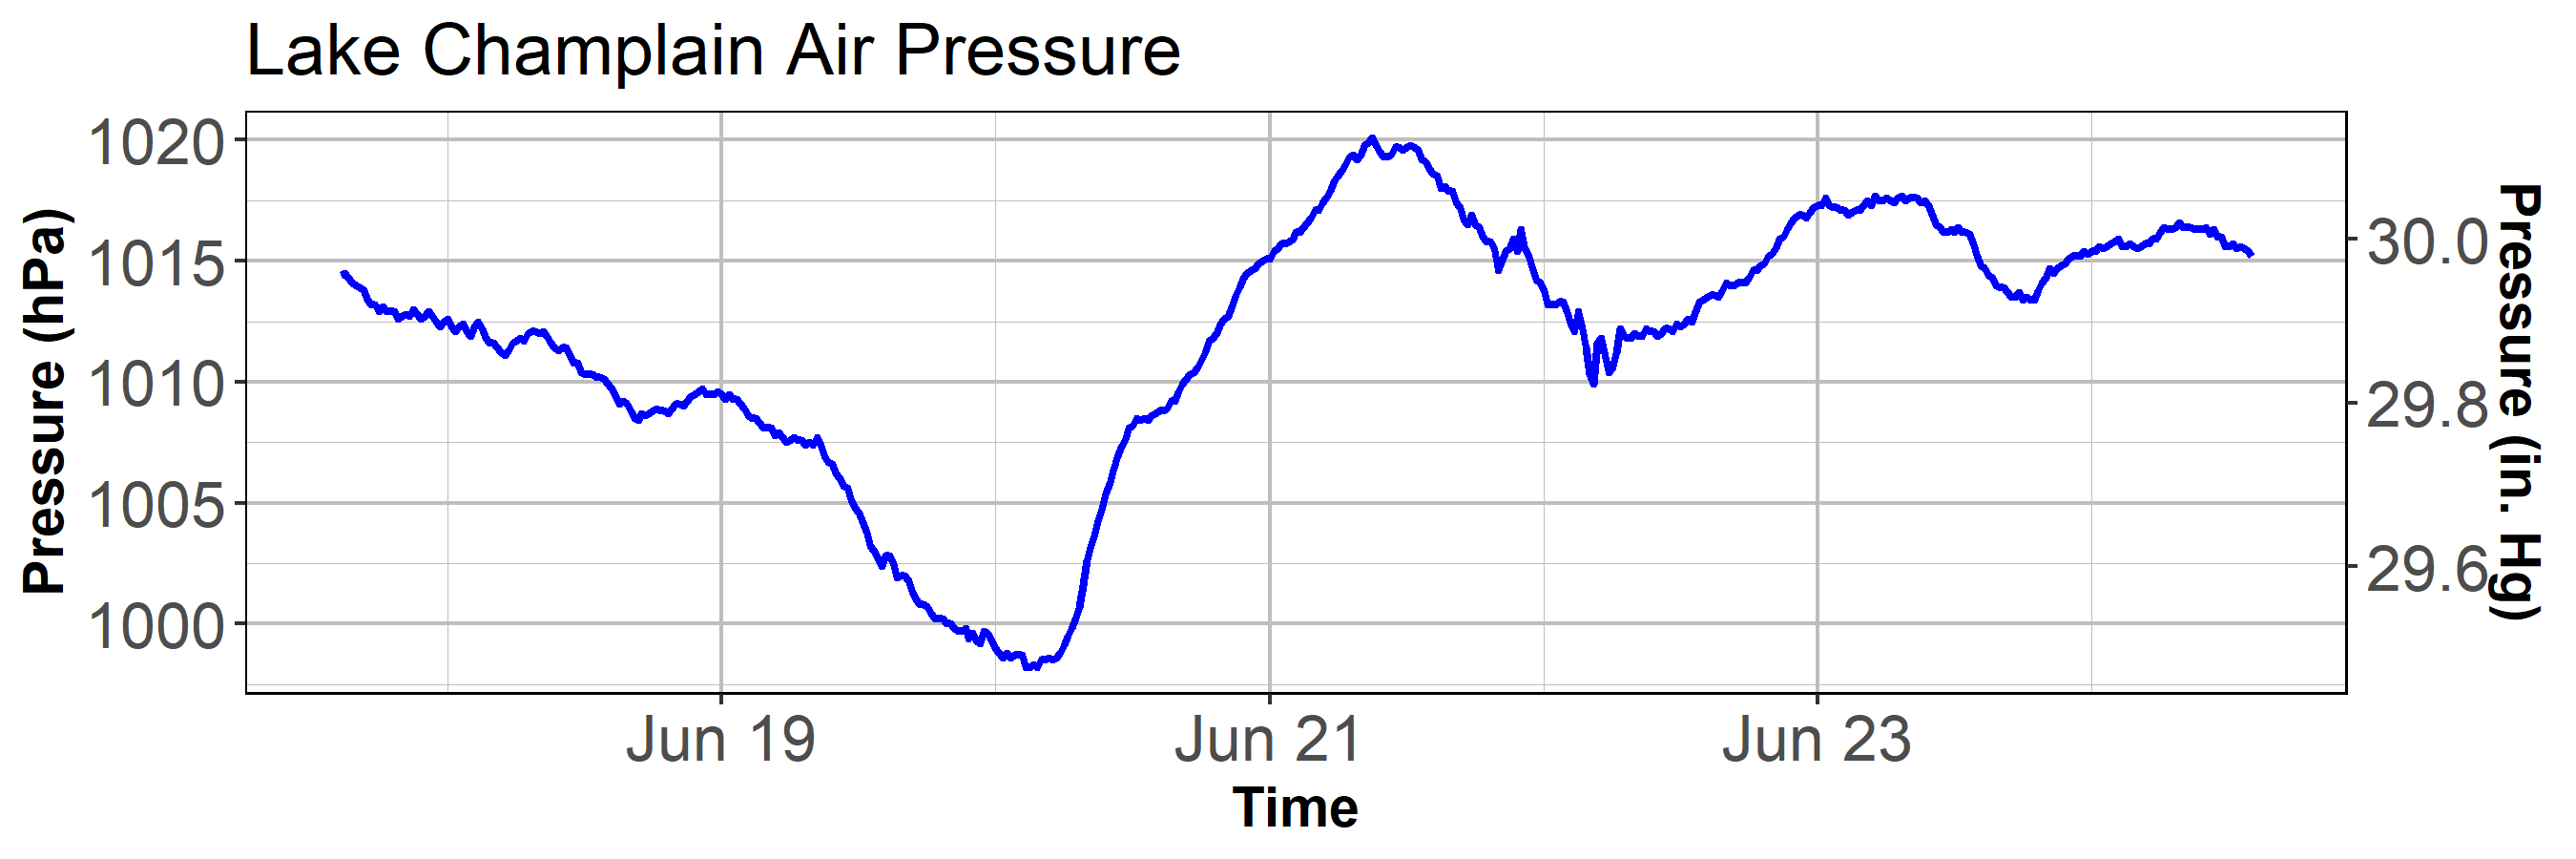 Lake Champlain Air Pressure
Pressure (hPa)
1020
1015
1010
1005
1000
30.0
29.8
29.6
Pressure (in. Hg)
Jun 19
Jun 21
Jun 23
Time